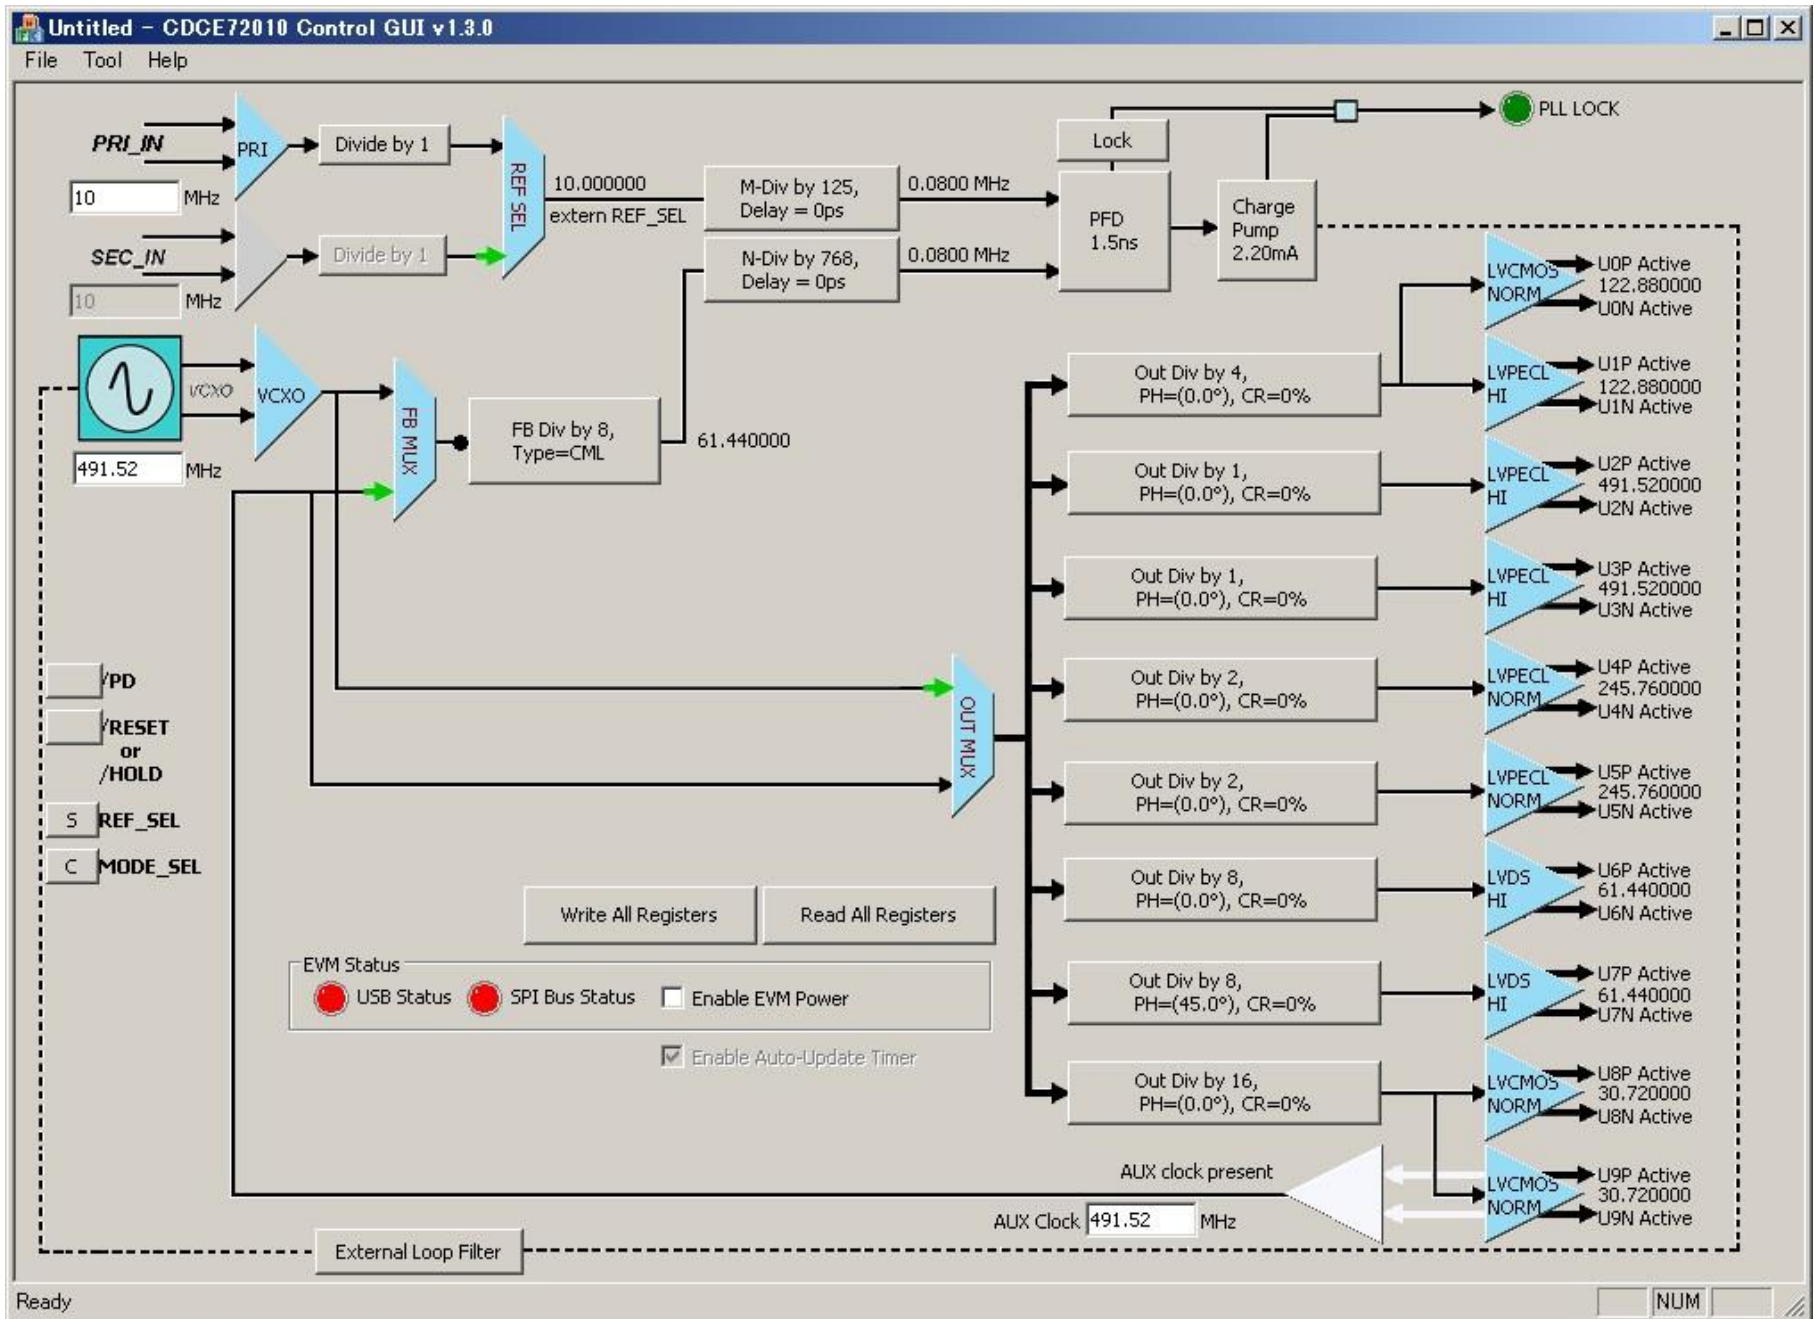 Untitled - CDCE72010 Control GUI v1.3.0
File Tool Help
PRI_IN
10 MHz
PRI
Divide by 1
SEC_IN
10 MHz
Divide by 1
REF SEL
10.000000
extern REF_SEL
M-Div by 125,
Delay = 0ps
0.0800 MHz
N-Div by 768,
Delay = 0ps
0.0800 MHz
Lock
PFD
1.5ns
Charge
Pump
2.20mA
PLL LOCK
VCXO
491.52 MHz
VCXO
FB MUX
FB Div by 8,
Type=CML
61.440000
/PD
/RESET
or
/HOLD
S REF_SEL
C MODE_SEL
OUT MUX
Write All Registers
Read All Registers
EVM Status
USB Status
SPI Bus Status
Enable EVM Power
Enable Auto-Update Timer
Out Div by 4,
PH=(0.0°), CR=0%
Out Div by 1,
PH=(0.0°), CR=0%
Out Div by 1,
PH=(0.0°), CR=0%
Out Div by 2,
PH=(0.0°), CR=0%
Out Div by 2,
PH=(0.0°), CR=0%
Out Div by 8,
PH=(0.0°), CR=0%
Out Div by 8,
PH=(45.0°), CR=0%
Out Div by 16,
PH=(0.0°), CR=0%
LVCMOS
NORM
U0P Active
122.880000
U0N Active
LVPECL
HI
U1P Active
122.880000
U1N Active
LVPECL
HI
U2P Active
491.520000
U2N Active
LVPECL
HI
U3P Active
491.520000
U3N Active
LVPECL
NORM
U4P Active
245.760000
U4N Active
LVPECL
NORM
U5P Active
245.760000
U5N Active
LVDS
HI
U6P Active
61.440000
U6N Active
LVDS
HI
U7P Active
61.440000
U7N Active
LVCMOS
NORM
U8P Active
30.720000
U8N Active
LVCMOS
NORM
U9P Active
30.720000
U9N Active
AUX clock present
AUX Clock 491.52 MHz
External Loop Filter
Ready
NUM